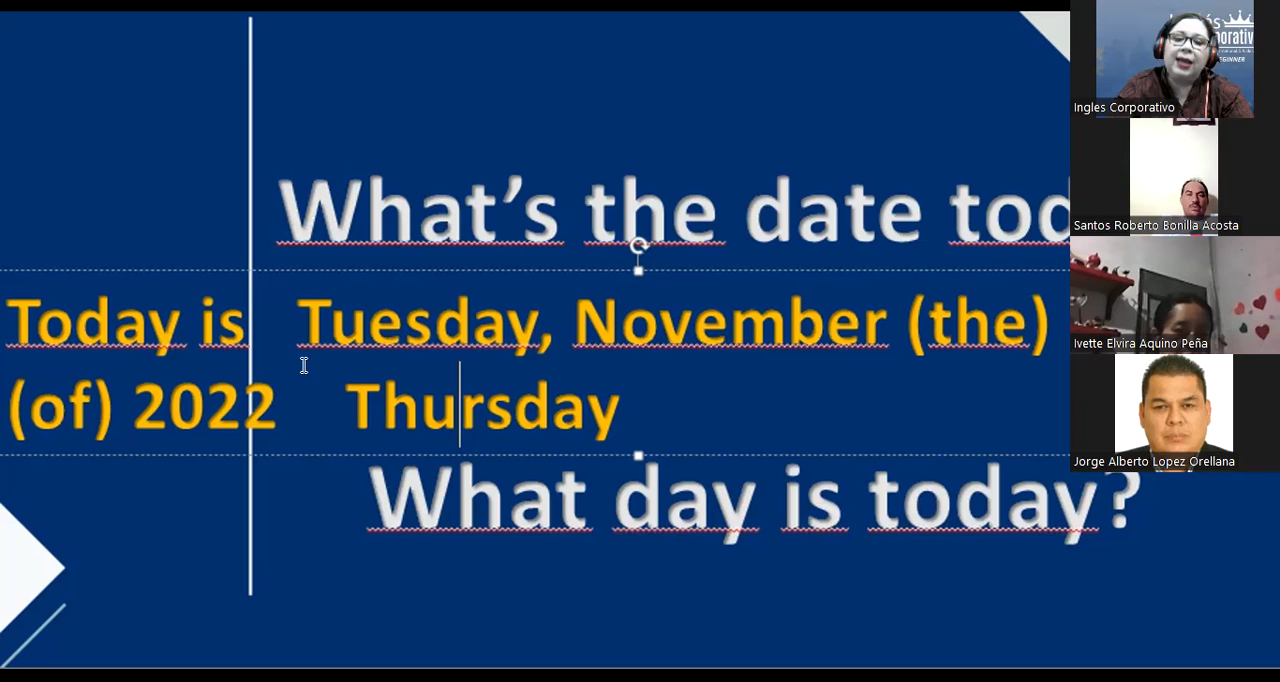 What's the date
Today is Tuesday, November (the)
(of) 2022 Thursday
What day is today?
Ingles Corporativo
Santos Roberto Bonilla Acosta
Ivette Elvira Aquino Peña
Jorge Alberto Lopez Orellana